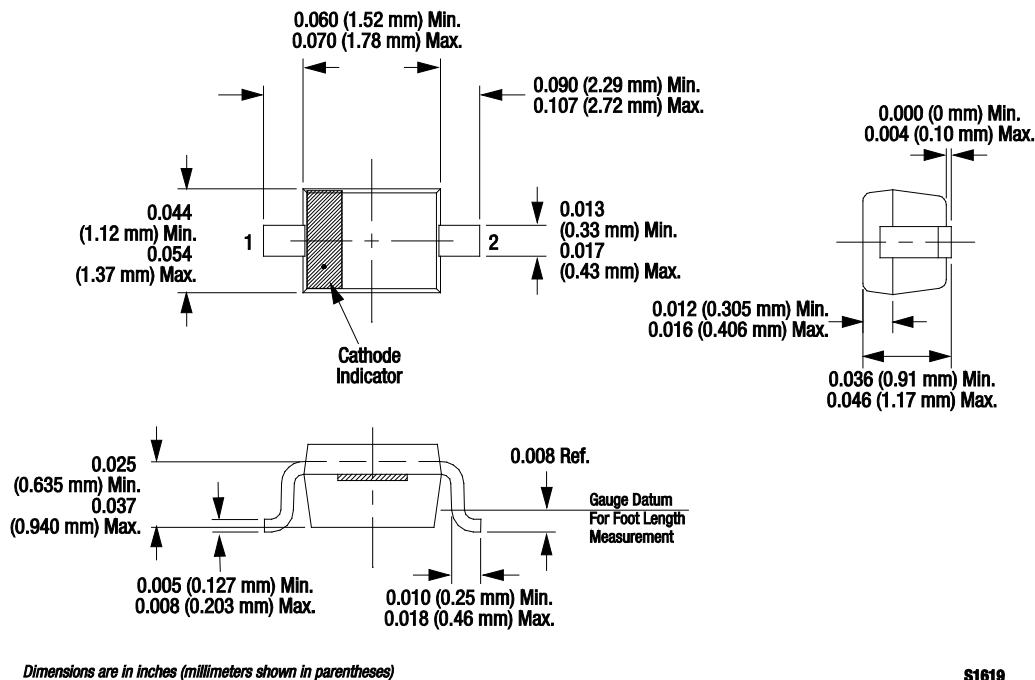 0.060 (1.52 mm) Min.
0.070 (1.78 mm) Max.
0.090 (2.29 mm) Min.
0.107 (2.72 mm) Max.
0.000 (0 mm) Min.
0.004 (0.10 mm) Max.
0.044
(1.12 mm) Min.
0.054
(1.37 mm) Max.
1
2
0.013
(0.33 mm) Min.
0.017
(0.43 mm) Max.
0.012 (0.305 mm) Min.
0.016 (0.406 mm) Max.
Cathode
Indicator
0.036 (0.91 mm) Min.
0.046 (1.17 mm) Max.
0.025
(0.635 mm) Min.
0.037
(0.940 mm) Max.
0.008 Ref.
Gauge Datum
For Foot Length
Measurement
0.005 (0.127 mm) Min.
0.008 (0.203 mm) Max.
0.010 (0.25 mm) Min.
0.018 (0.46 mm) Max.
Dimensions are in inches (millimeters shown in parentheses)
S1619